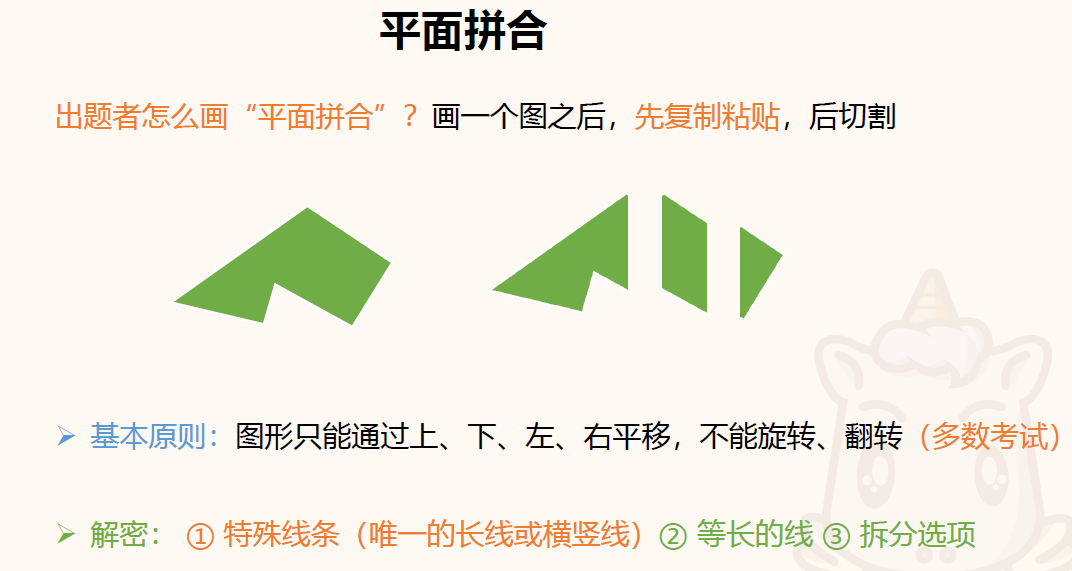 平面拼合
出题者怎么画“平面拼合”？画一个图之后，先复制粘贴，后切割
➢ 基本原则：图形只能通过上、下、左、右平移，不能旋转、翻转（多数考试）
➢ 解密： ① 特殊线条（唯一的长线或横竖线）② 等长的线 ③ 拆分选项